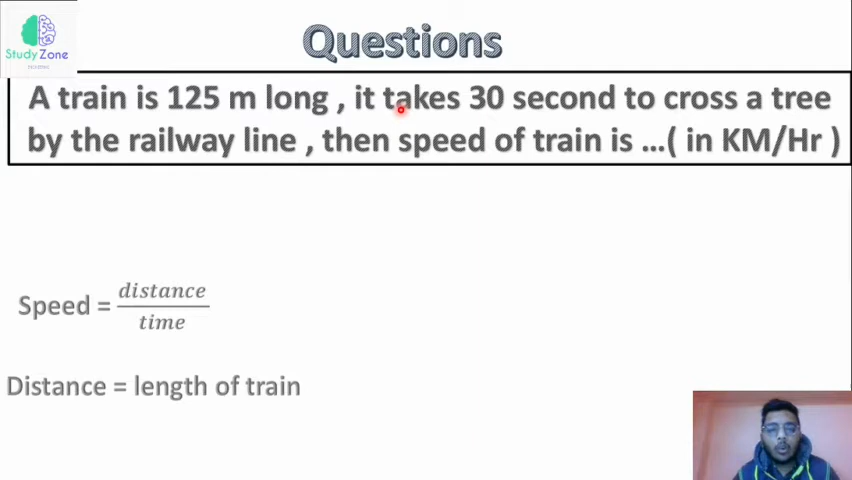 Study Zone
Questions
A train is 125 m long , it takes 30 second to cross a tree
by the railway line , then speed of train is ...( in KM/Hr )
Speed = distance / time
Distance = length of train